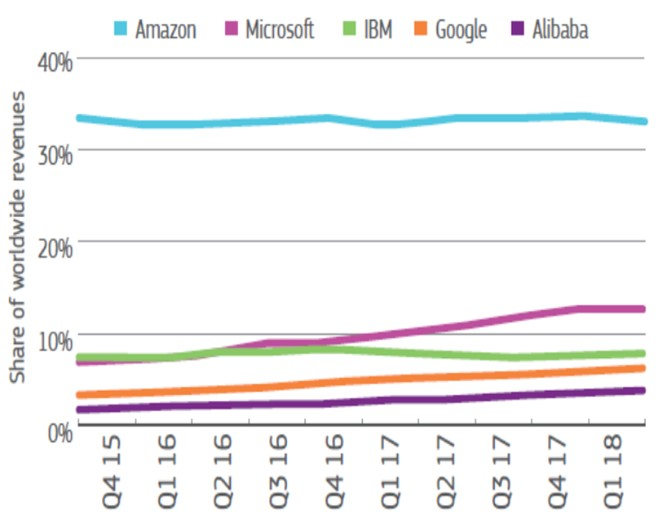 Amazon Microsoft IBM Google Alibaba
Share of worldwide revenues
40%
30%
20%
10%
0%
Q4 15 Q1 16 Q2 16 Q3 16 Q4 16 Q1 17 Q2 17 Q3 17 Q4 17 Q1 18